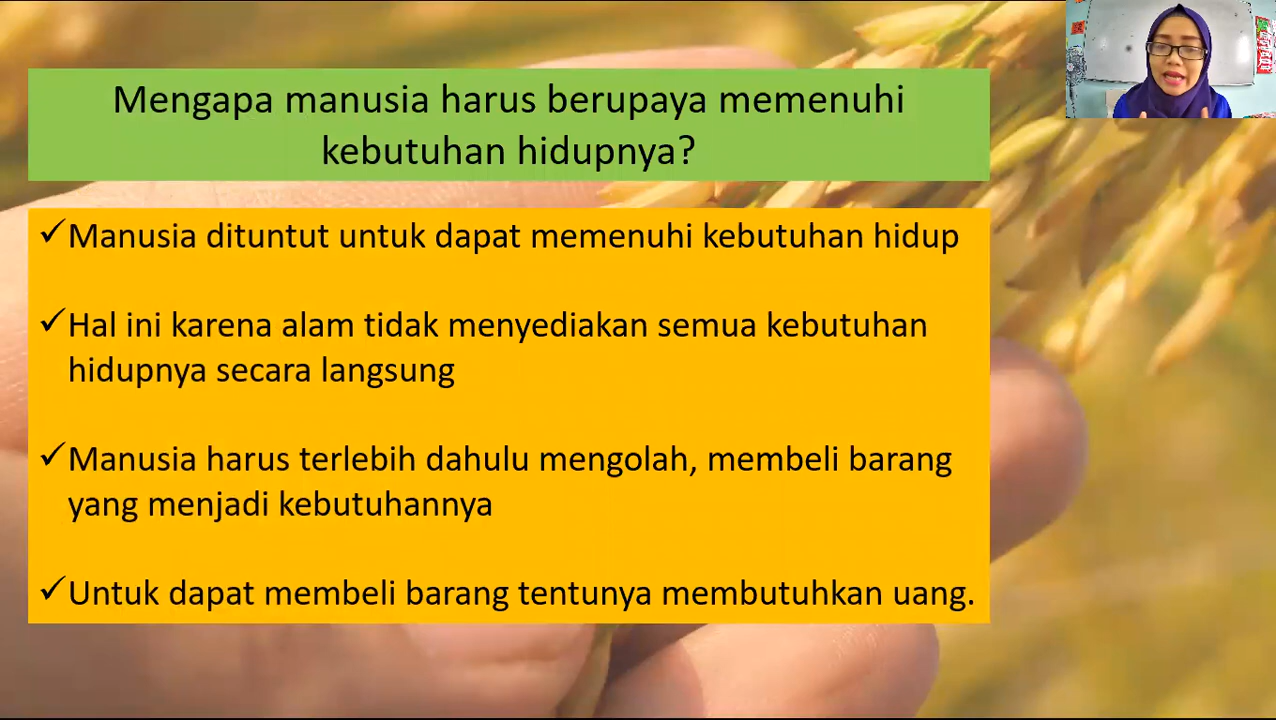 Mengapa manusia harus berupaya memenuhi
kebutuhan hidupnya?
✓Manusia dituntut untuk dapat memenuhi kebutuhan hidup
✓Hal ini karena alam tidak menyediakan semua kebutuhan
hidupnya secara langsung
✓Manusia harus terlebih dahulu mengolah, membeli barang
yang menjadi kebutuhannya
✓Untuk dapat membeli barang tentunya membutuhkan uang.